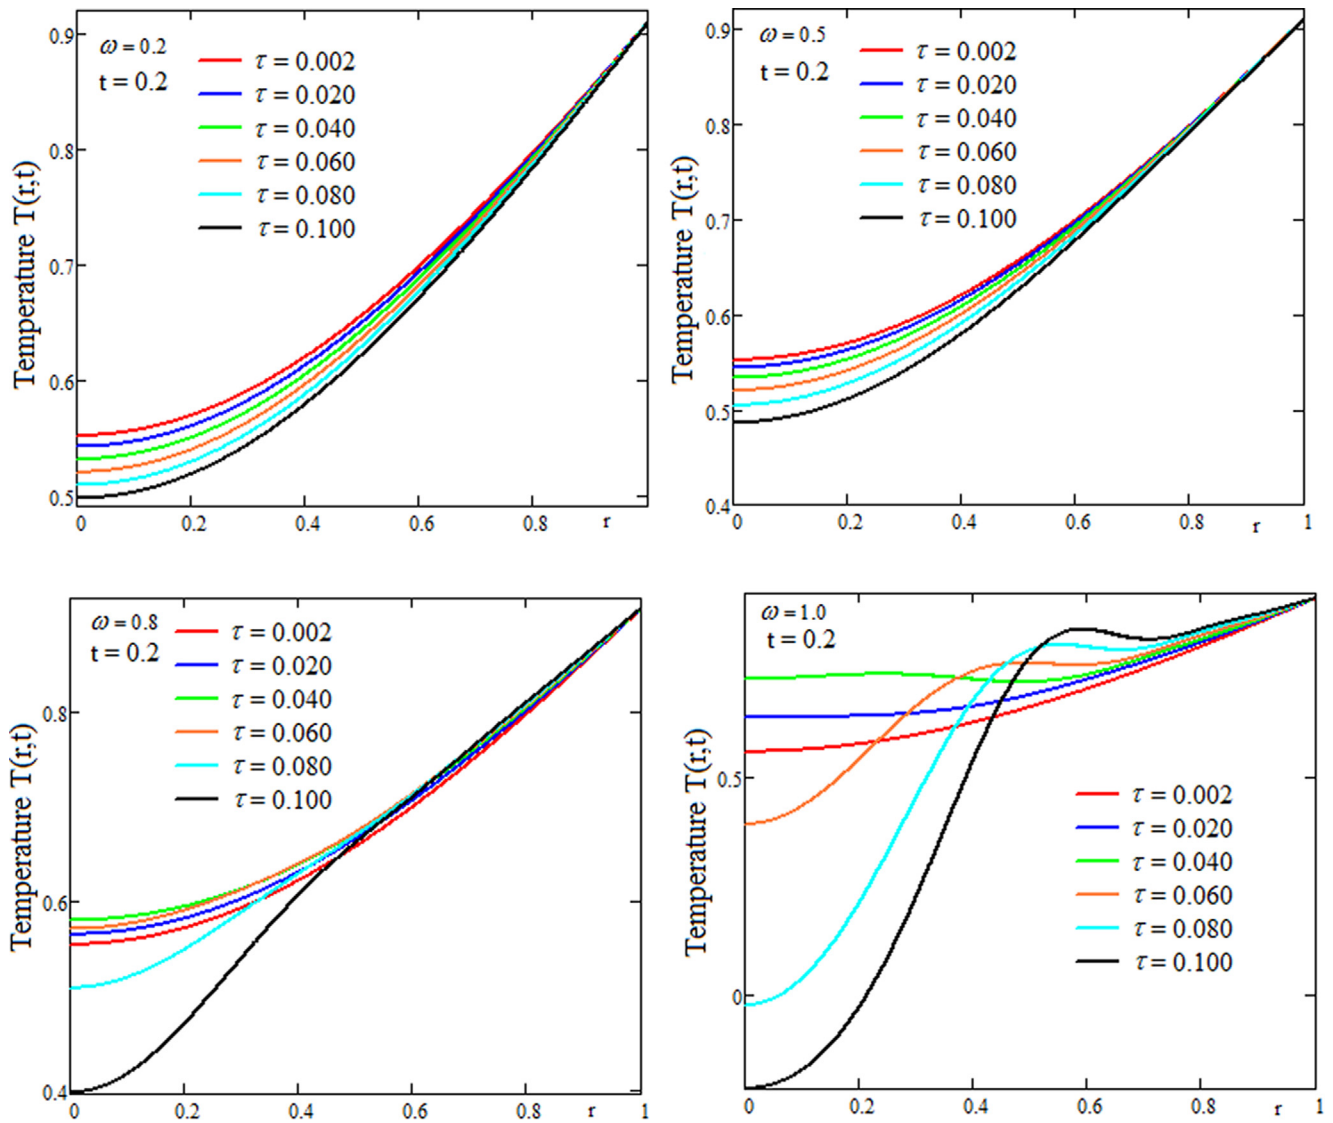 ω = 0.2
t = 0.2
τ = 0.002
τ = 0.020
τ = 0.040
τ = 0.060
τ = 0.080
τ = 0.100
Temperature T(r,t)
0.9
0.8
0.7
0.6
0.5
0
0.2
0.4
0.6
0.8
r
ω = 0.5
t = 0.2
τ = 0.002
τ = 0.020
τ = 0.040
τ = 0.060
τ = 0.080
τ = 0.100
Temperature T(r,t)
0.9
0.8
0.7
0.6
0.5
0.4
0
0.2
0.4
0.6
0.8
r
1
ω = 0.8
t = 0.2
τ = 0.002
τ = 0.020
τ = 0.040
τ = 0.060
τ = 0.080
τ = 0.100
Temperature T(r,t)
0.8
0.6
0.4
0
0.2
0.4
0.6
0.8
r
1
ω = 1.0
t = 0.2
τ = 0.002
τ = 0.020
τ = 0.040
τ = 0.060
τ = 0.080
τ = 0.100
Temperature T(r,t)
0.5
0
0
0.2
0.4
0.6
0.8
r
1